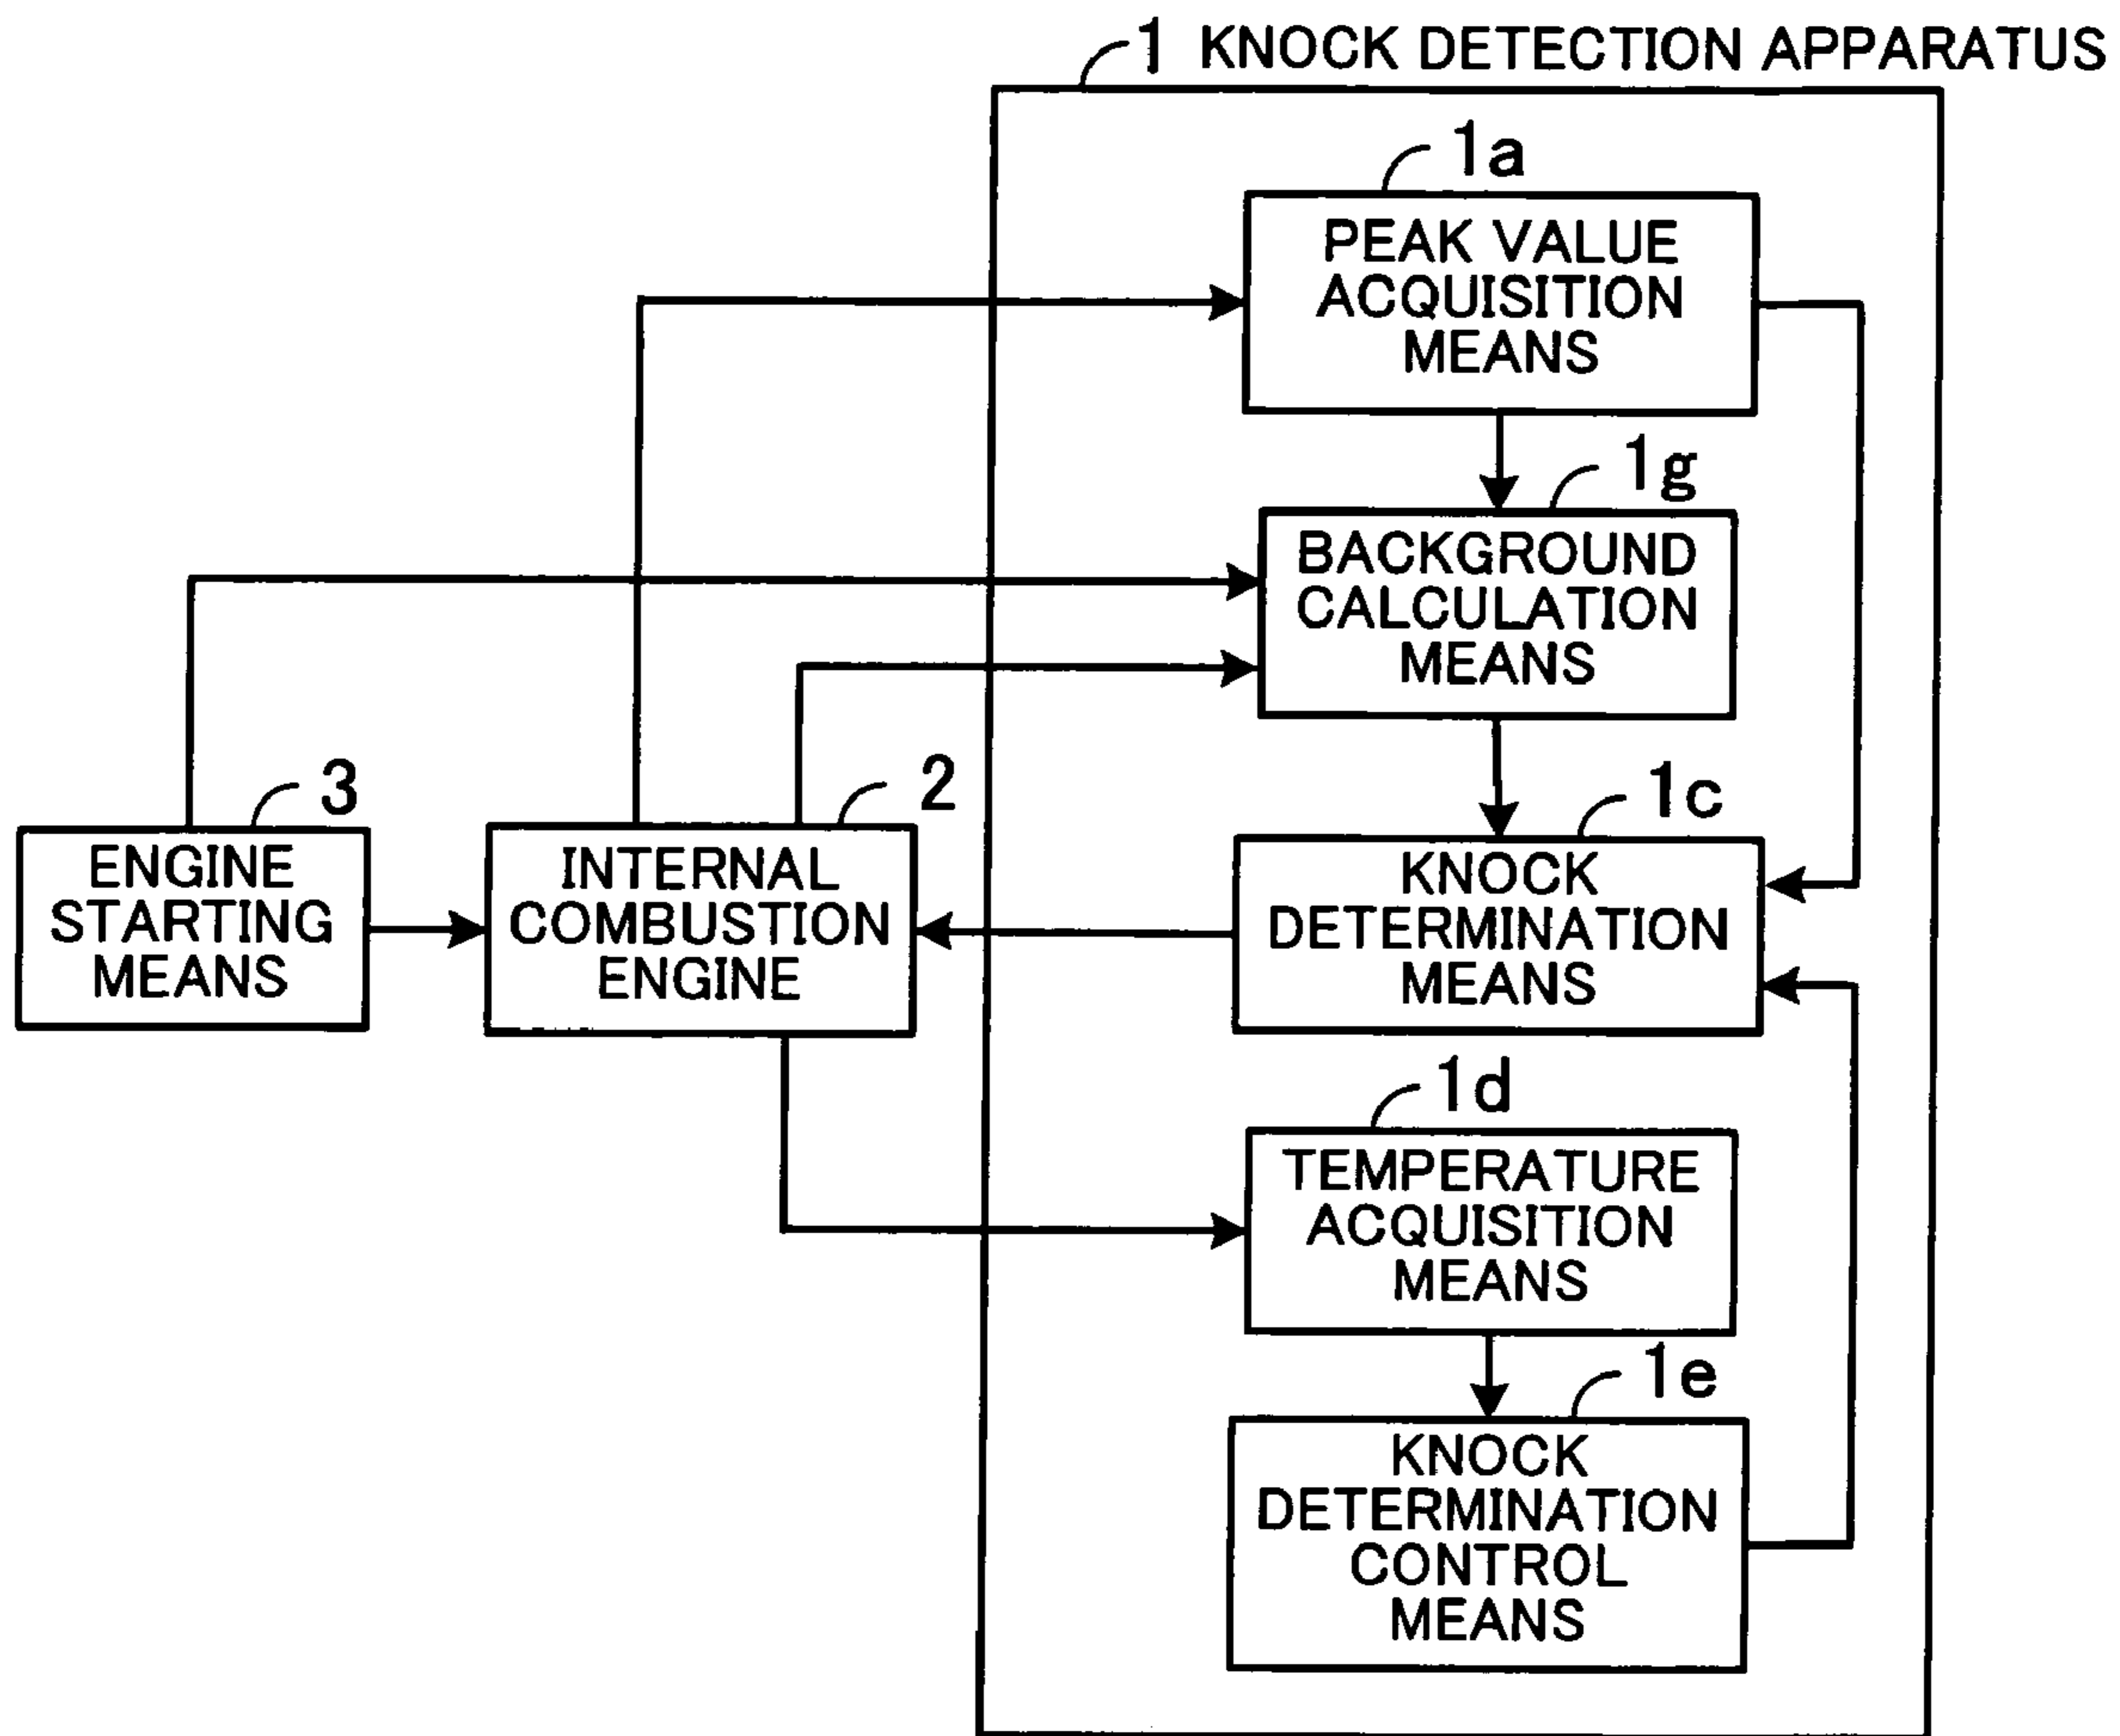 1 KNOCK DETECTION APPARATUS
1a
PEAK VALUE
ACQUISITION
MEANS
1g
BACKGROUND
CALCULATION
MEANS
3
ENGINE
STARTING
MEANS
2
INTERNAL
COMBUSTION
ENGINE
1c
KNOCK
DETERMINATION
MEANS
1d
TEMPERATURE
ACQUISITION
MEANS
1e
KNOCK
DETERMINATION
CONTROL
MEANS